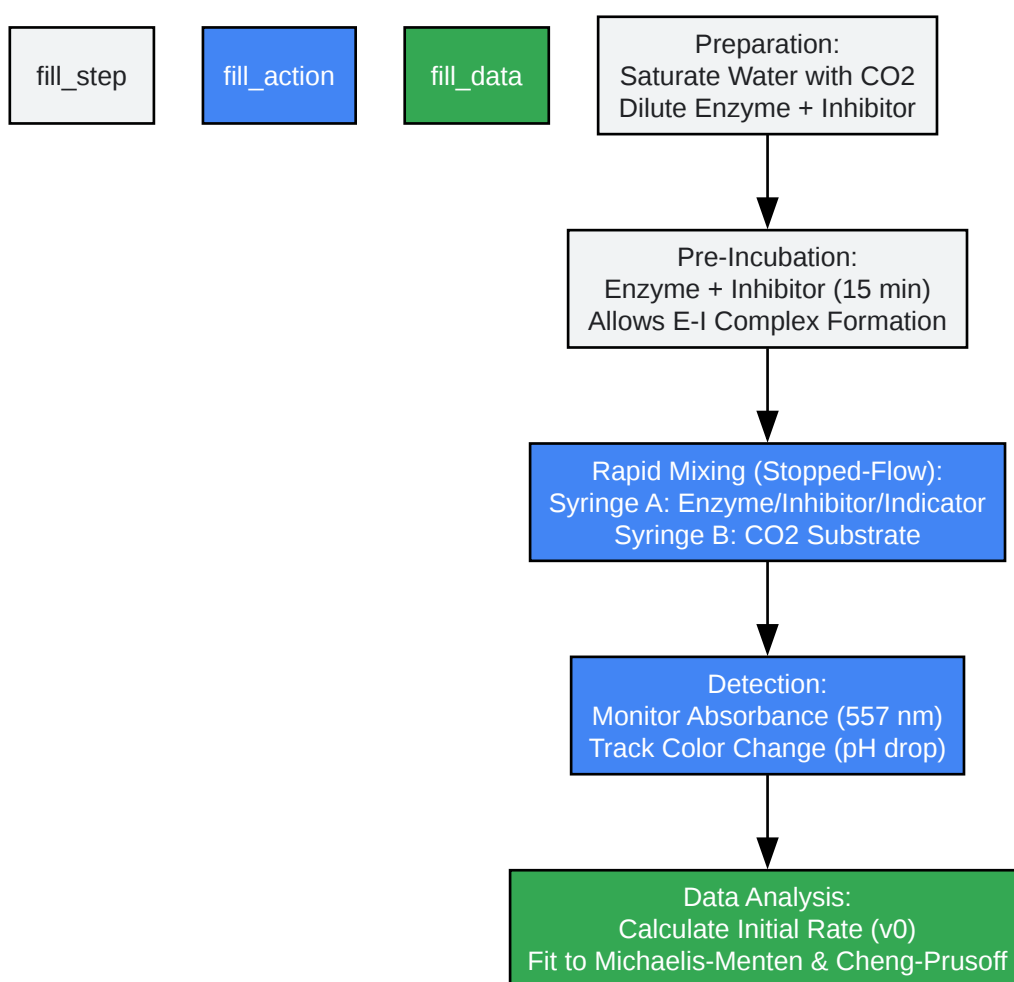 fill_step
fill_action
fill_data
Preparation:
Saturate Water with CO2
Dilute Enzyme + Inhibitor
Pre-Incubation:
Enzyme + Inhibitor (15 min)
Allows E-I Complex Formation
Rapid Mixing (Stopped-Flow):
Syringe A: Enzyme/Inhibitor/Indicator
Syringe B: CO2 Substrate
Detection:
Monitor Absorbance (557 nm)
Track Color Change (pH drop)
Data Analysis:
Calculate Initial Rate (v0)
Fit to Michaelis-Menten & Cheng-Prusoff